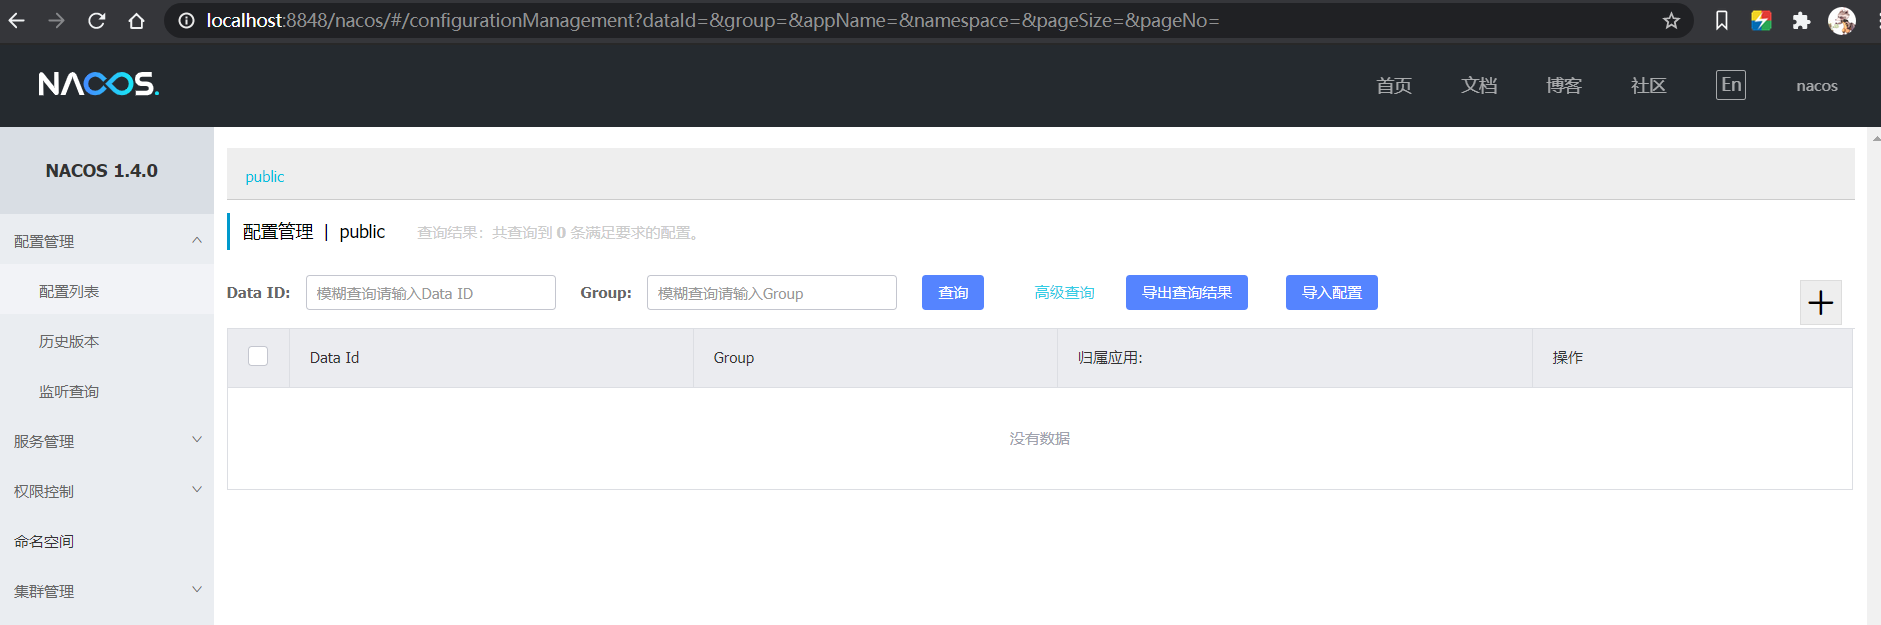 localhost:8848/nacos/#/configurationManagement?dataId=&group=&appName=&namespace=&pageSize=&pageNo=
NACOS.
首页
文档
博客
社区
En
nacos
NACOS 1.4.0
配置管理
配置列表
历史版本
监听查询
服务管理
权限控制
命名空间
集群管理
public
配置管理 | public 查询结果：共查询到 0 条满足要求的配置。
Data ID: 模糊查询请输入Data ID Group: 模糊查询请输入Group 查询 高级查询 导出查询结果 导入配置
Data Id Group 归属应用: 操作
没有数据